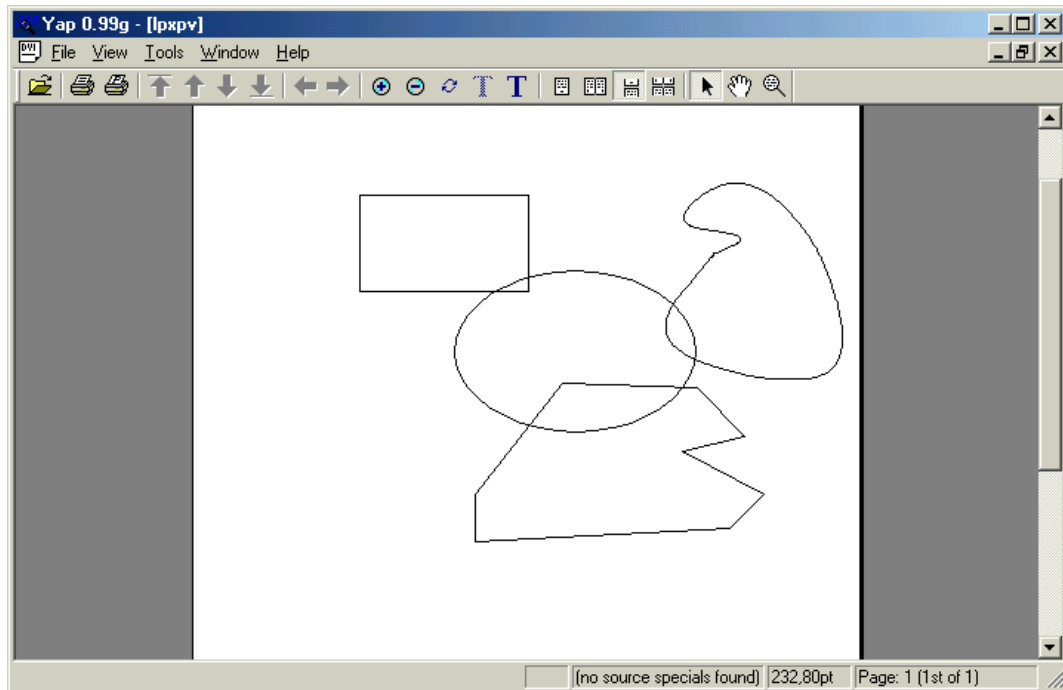 Yap 0.99g - [lpxpv]
DVI File View Tools Window Help
T T
(no source specials found) 232,80pt Page: 1 (1st of 1)